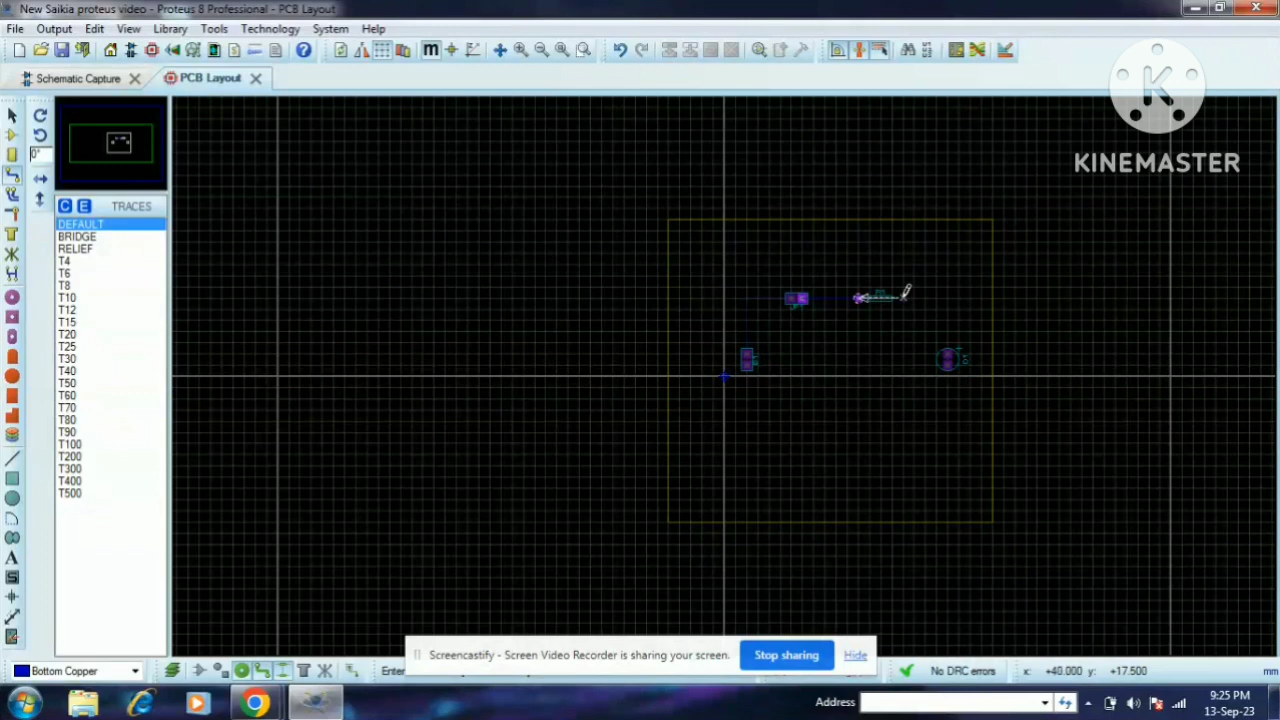 New Saikia proteus video - Proteus 8 Professional - PCB Layout
File Output Edit View Library Tools Technology System Help
m
Schematic Capture
PCB Layout
KINEMASTER
0°
C E TRACES
DEFAULT
BRIDGE
RELIEF
T4
T6
T8
T10
T12
T15
T20
T25
T30
T40
T50
T60
T70
T80
T90
T100
T200
T300
T400
T500
A
Screencastify - Screen Video Recorder is sharing your screen. Stop sharing Hide
Bottom Copper
Enter
No DRC errors
x: +40.000 y: +17.500
mm
Address
9:25 PM
13-Sep-23